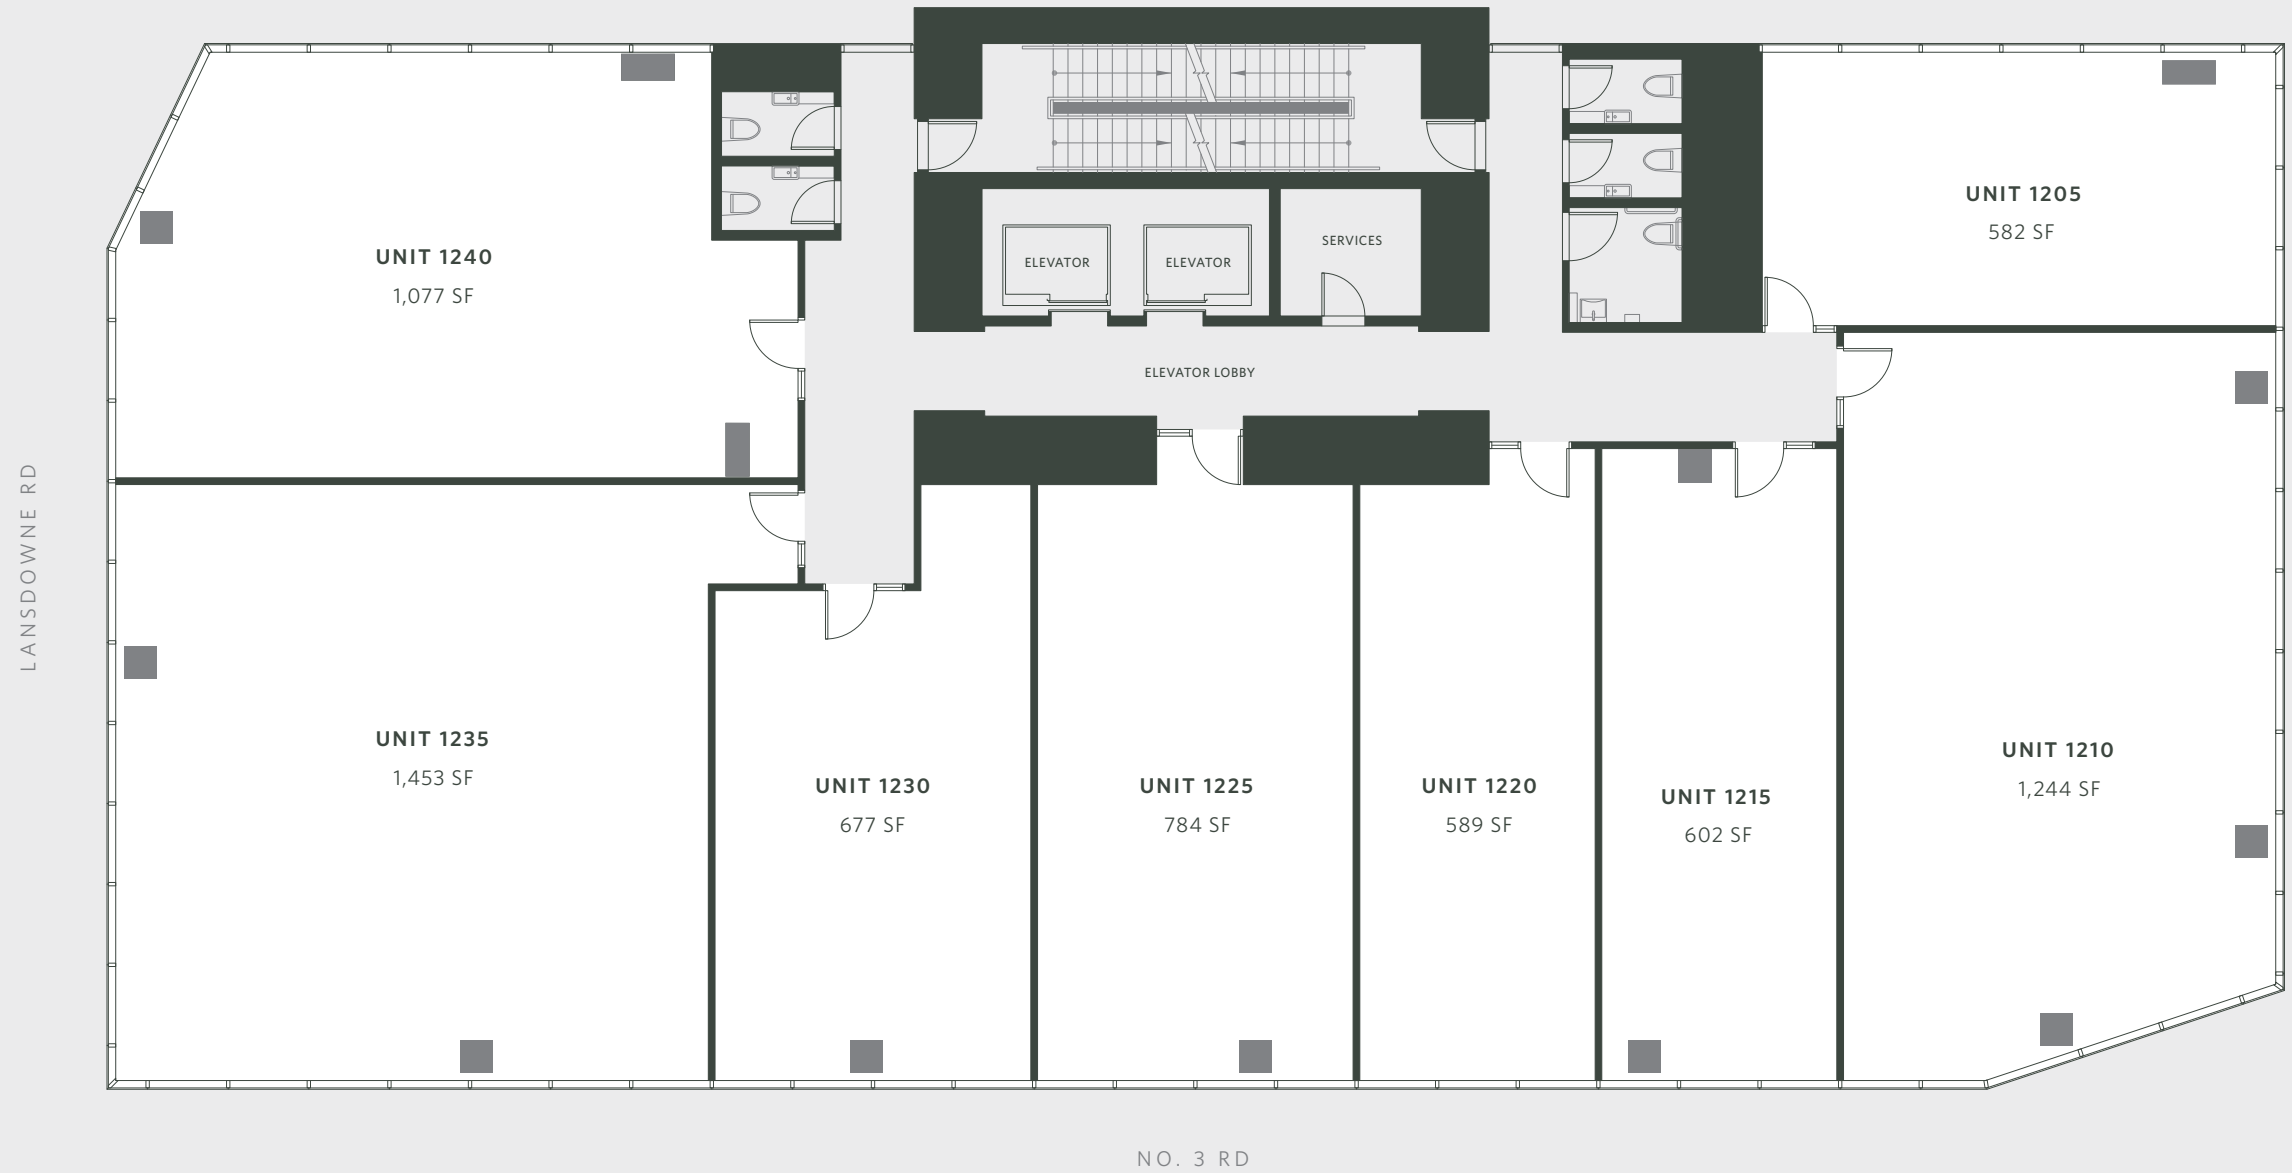 UNIT 1205
582 SF
SERVICES
UNIT 1240
1,077 SF
ELEVATOR
ELEVATOR
ELEVATOR LOBBY
LANSDOWNE RD
UNIT 1235
1,453 SF
UNIT 1230
677 SF
UNIT 1225
784 SF
UNIT 1220
589 SF
UNIT 1215
602 SF
UNIT 1210
1,244 SF
NO. 3 RD